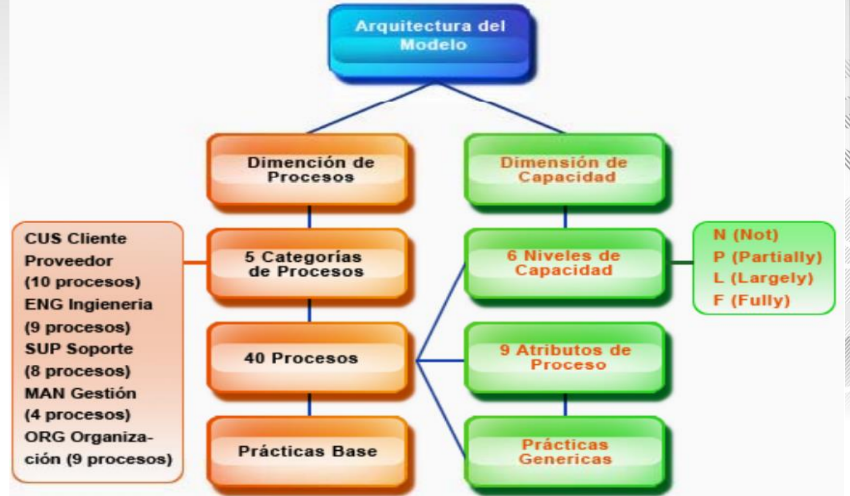 Arquitectura del
Modelo
Dimención de
Procesos
Dimensión de
Capacidad
CUS Cliente
Proveedor
(10 procesos)
ENG Ingieneria
(9 procesos)
SUP Soporte
(8 procesos)
MAN Gestión
(4 procesos)
ORG Organiza-
ción (9 procesos)
5 Categorías
de Procesos
6 Niveles de
Capacidad
N (Not)
P (Partially)
L (Largely)
F (Fully)
40 Procesos
9 Atributos de
Proceso
Prácticas Base
Prácticas
Genericas